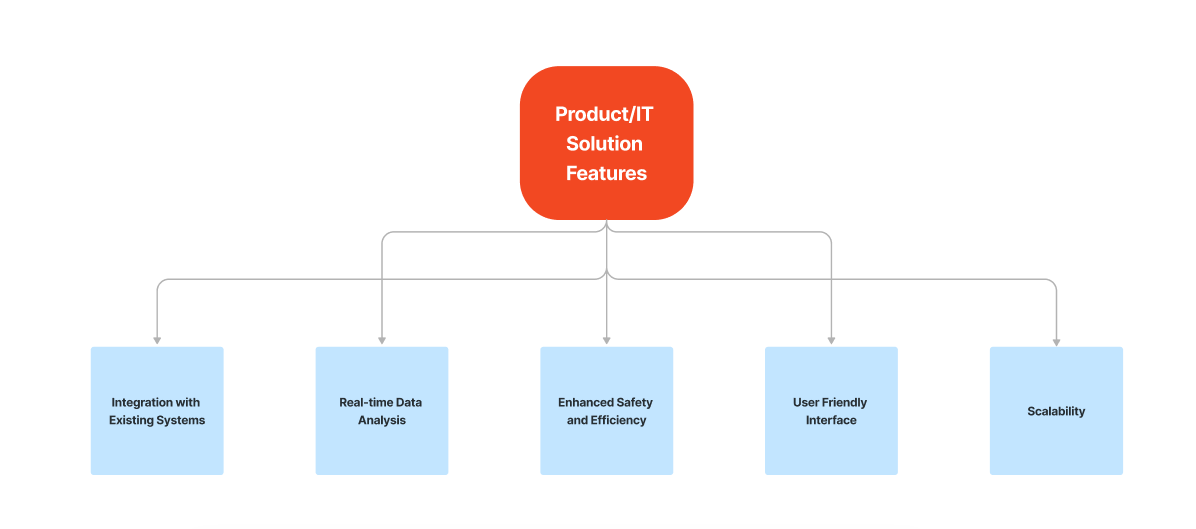 Product/IT
Solution
Features
Integration with
Existing Systems
Real-time Data
Analysis
Enhanced Safety
and Efficiency
User Friendly
Interface
Scalability